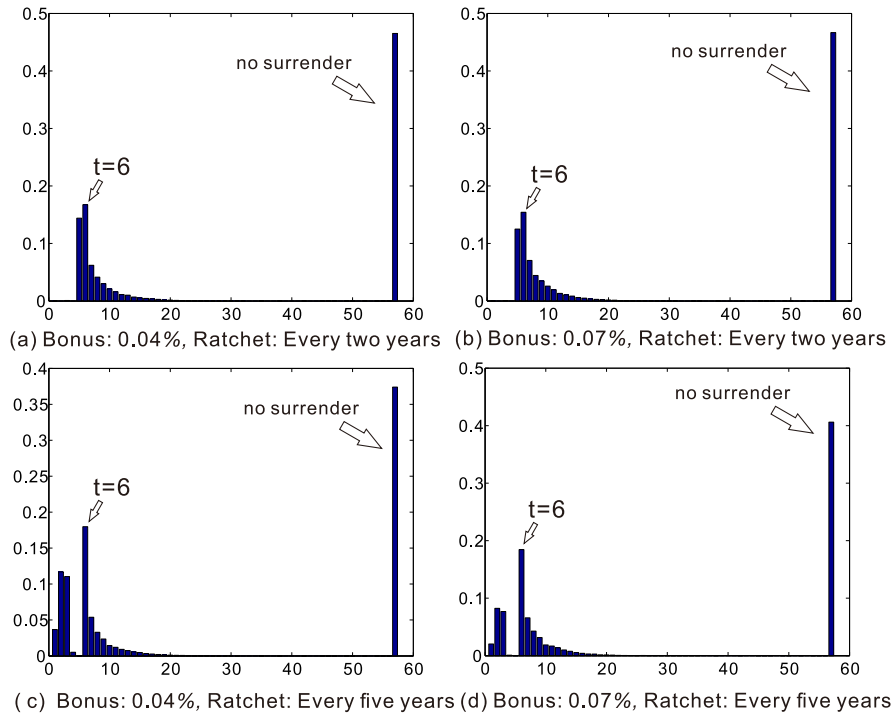 0.5
0.4
0.3
0.2
0.1
0
no surrender
t=6
0 10 20 30 40 50 60
(a) Bonus: 0.04%, Ratchet: Every two years
0.5
0.4
0.3
0.2
0.1
0
no surrender
t=6
0 10 20 30 40 50 60
(b) Bonus: 0.07%, Ratchet: Every two years
0.4
0.35
0.3
0.25
0.2
0.15
0.1
0.05
0
no surrender
t=6
0 10 20 30 40 50 60
( c) Bonus: 0.04%, Ratchet: Every five years
0.5
0.4
0.3
0.2
0.1
0
no surrender
t=6
0 10 20 30 40 50 60
(d) Bonus: 0.07%, Ratchet: Every five years